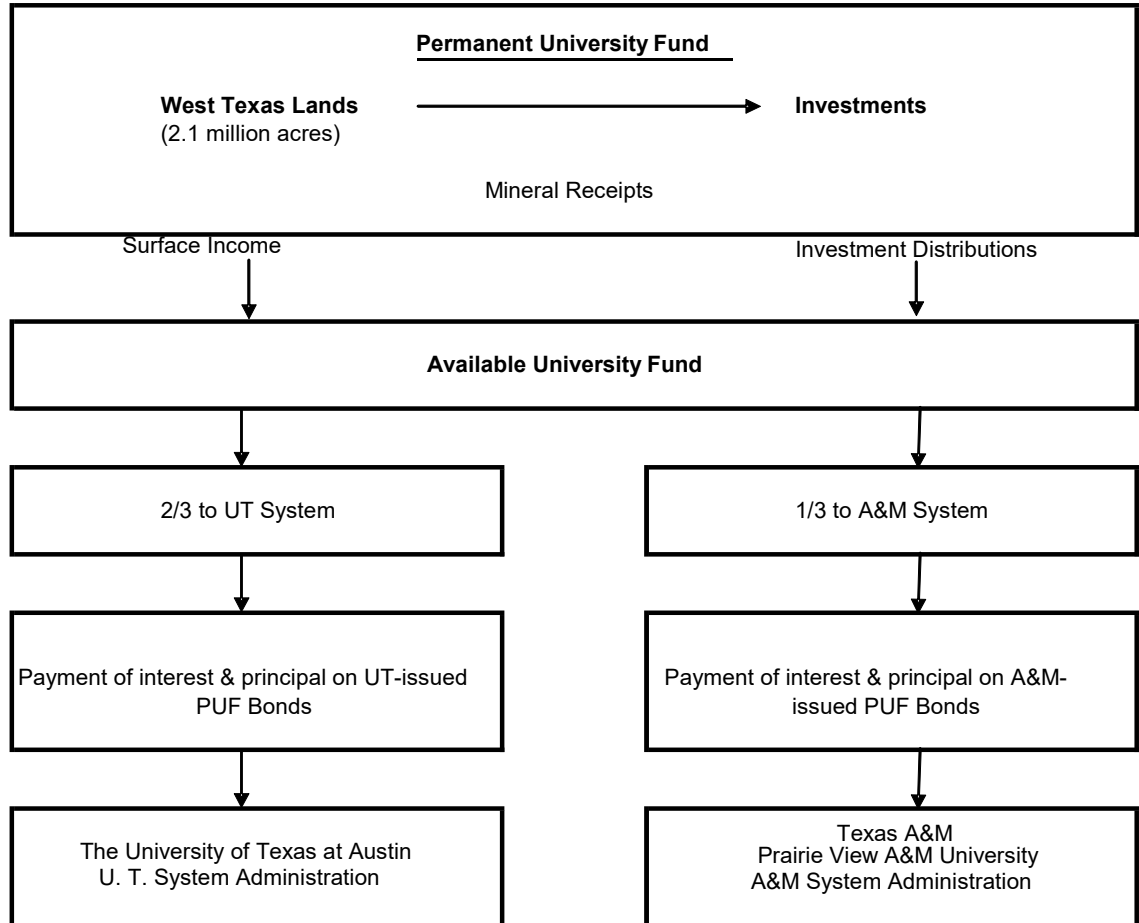 Permanent University Fund
West Texas Lands
(2.1 million acres)
Investments
Mineral Receipts
Surface Income
Investment Distributions
Available University Fund
2/3 to UT System
1/3 to A&M System
Payment of interest & principal on UT-issued
PUF Bonds
Payment of interest & principal on A&M-
issued PUF Bonds
The University of Texas at Austin
U. T. System Administration
Texas A&M
Prairie View A&M University
A&M System Administration